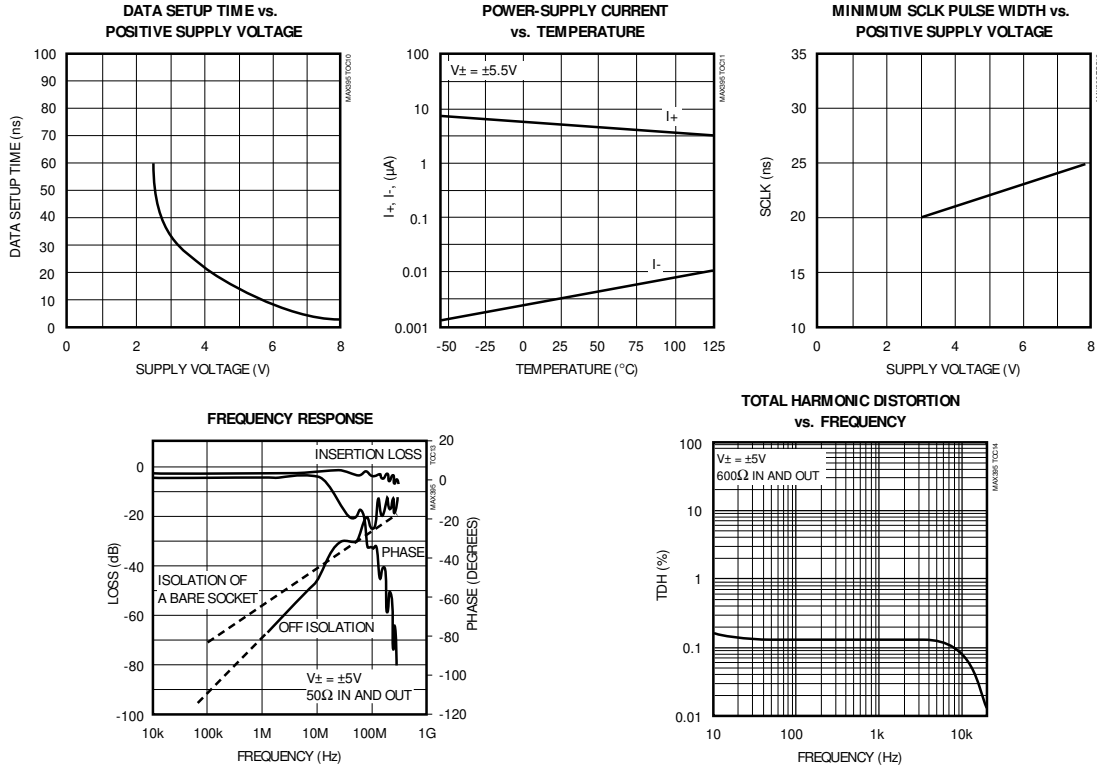 DATA SETUP TIME vs.
POSITIVE SUPPLY VOLTAGE
100
90
80
70
60
50
40
30
20
10
0
DATA SETUP TIME (ns)
0 2 4 6 8
SUPPLY VOLTAGE (V)
MAX395 TOC10
POWER-SUPPLY CURRENT
vs. TEMPERATURE
100
10
1
0.1
0.01
0.001
I+, I-, (µA)
V± = ±5.5V
I+
I-
-50 -25 0 25 50 75 100 125
TEMPERATURE (°C)
MAX395 TOC11
MINIMUM SCLK PULSE WIDTH vs.
POSITIVE SUPPLY VOLTAGE
35
30
25
20
15
10
SCLK (ns)
0 2 4 6 8
SUPPLY VOLTAGE (V)
FREQUENCY RESPONSE
0
-20
-40
-60
-80
-100
LOSS (dB)
INSERTION LOSS
PHASE
ISOLATION OF
A BARE SOCKET
OFF ISOLATION
V± = ±5V
50Ω IN AND OUT
20
0
-20
-40
-60
-80
-100
-120
PHASE (DEGREES)
10k 100k 1M 10M 100M 1G
FREQUENCY (Hz)
MAX395 TOC13
TOTAL HARMONIC DISTORTION
vs. FREQUENCY
100
10
1
0.1
0.01
TDH (%)
V± = ±5V
600Ω IN AND OUT
10 100 1k 10k
FREQUENCY (Hz)
MAX395 TOC14